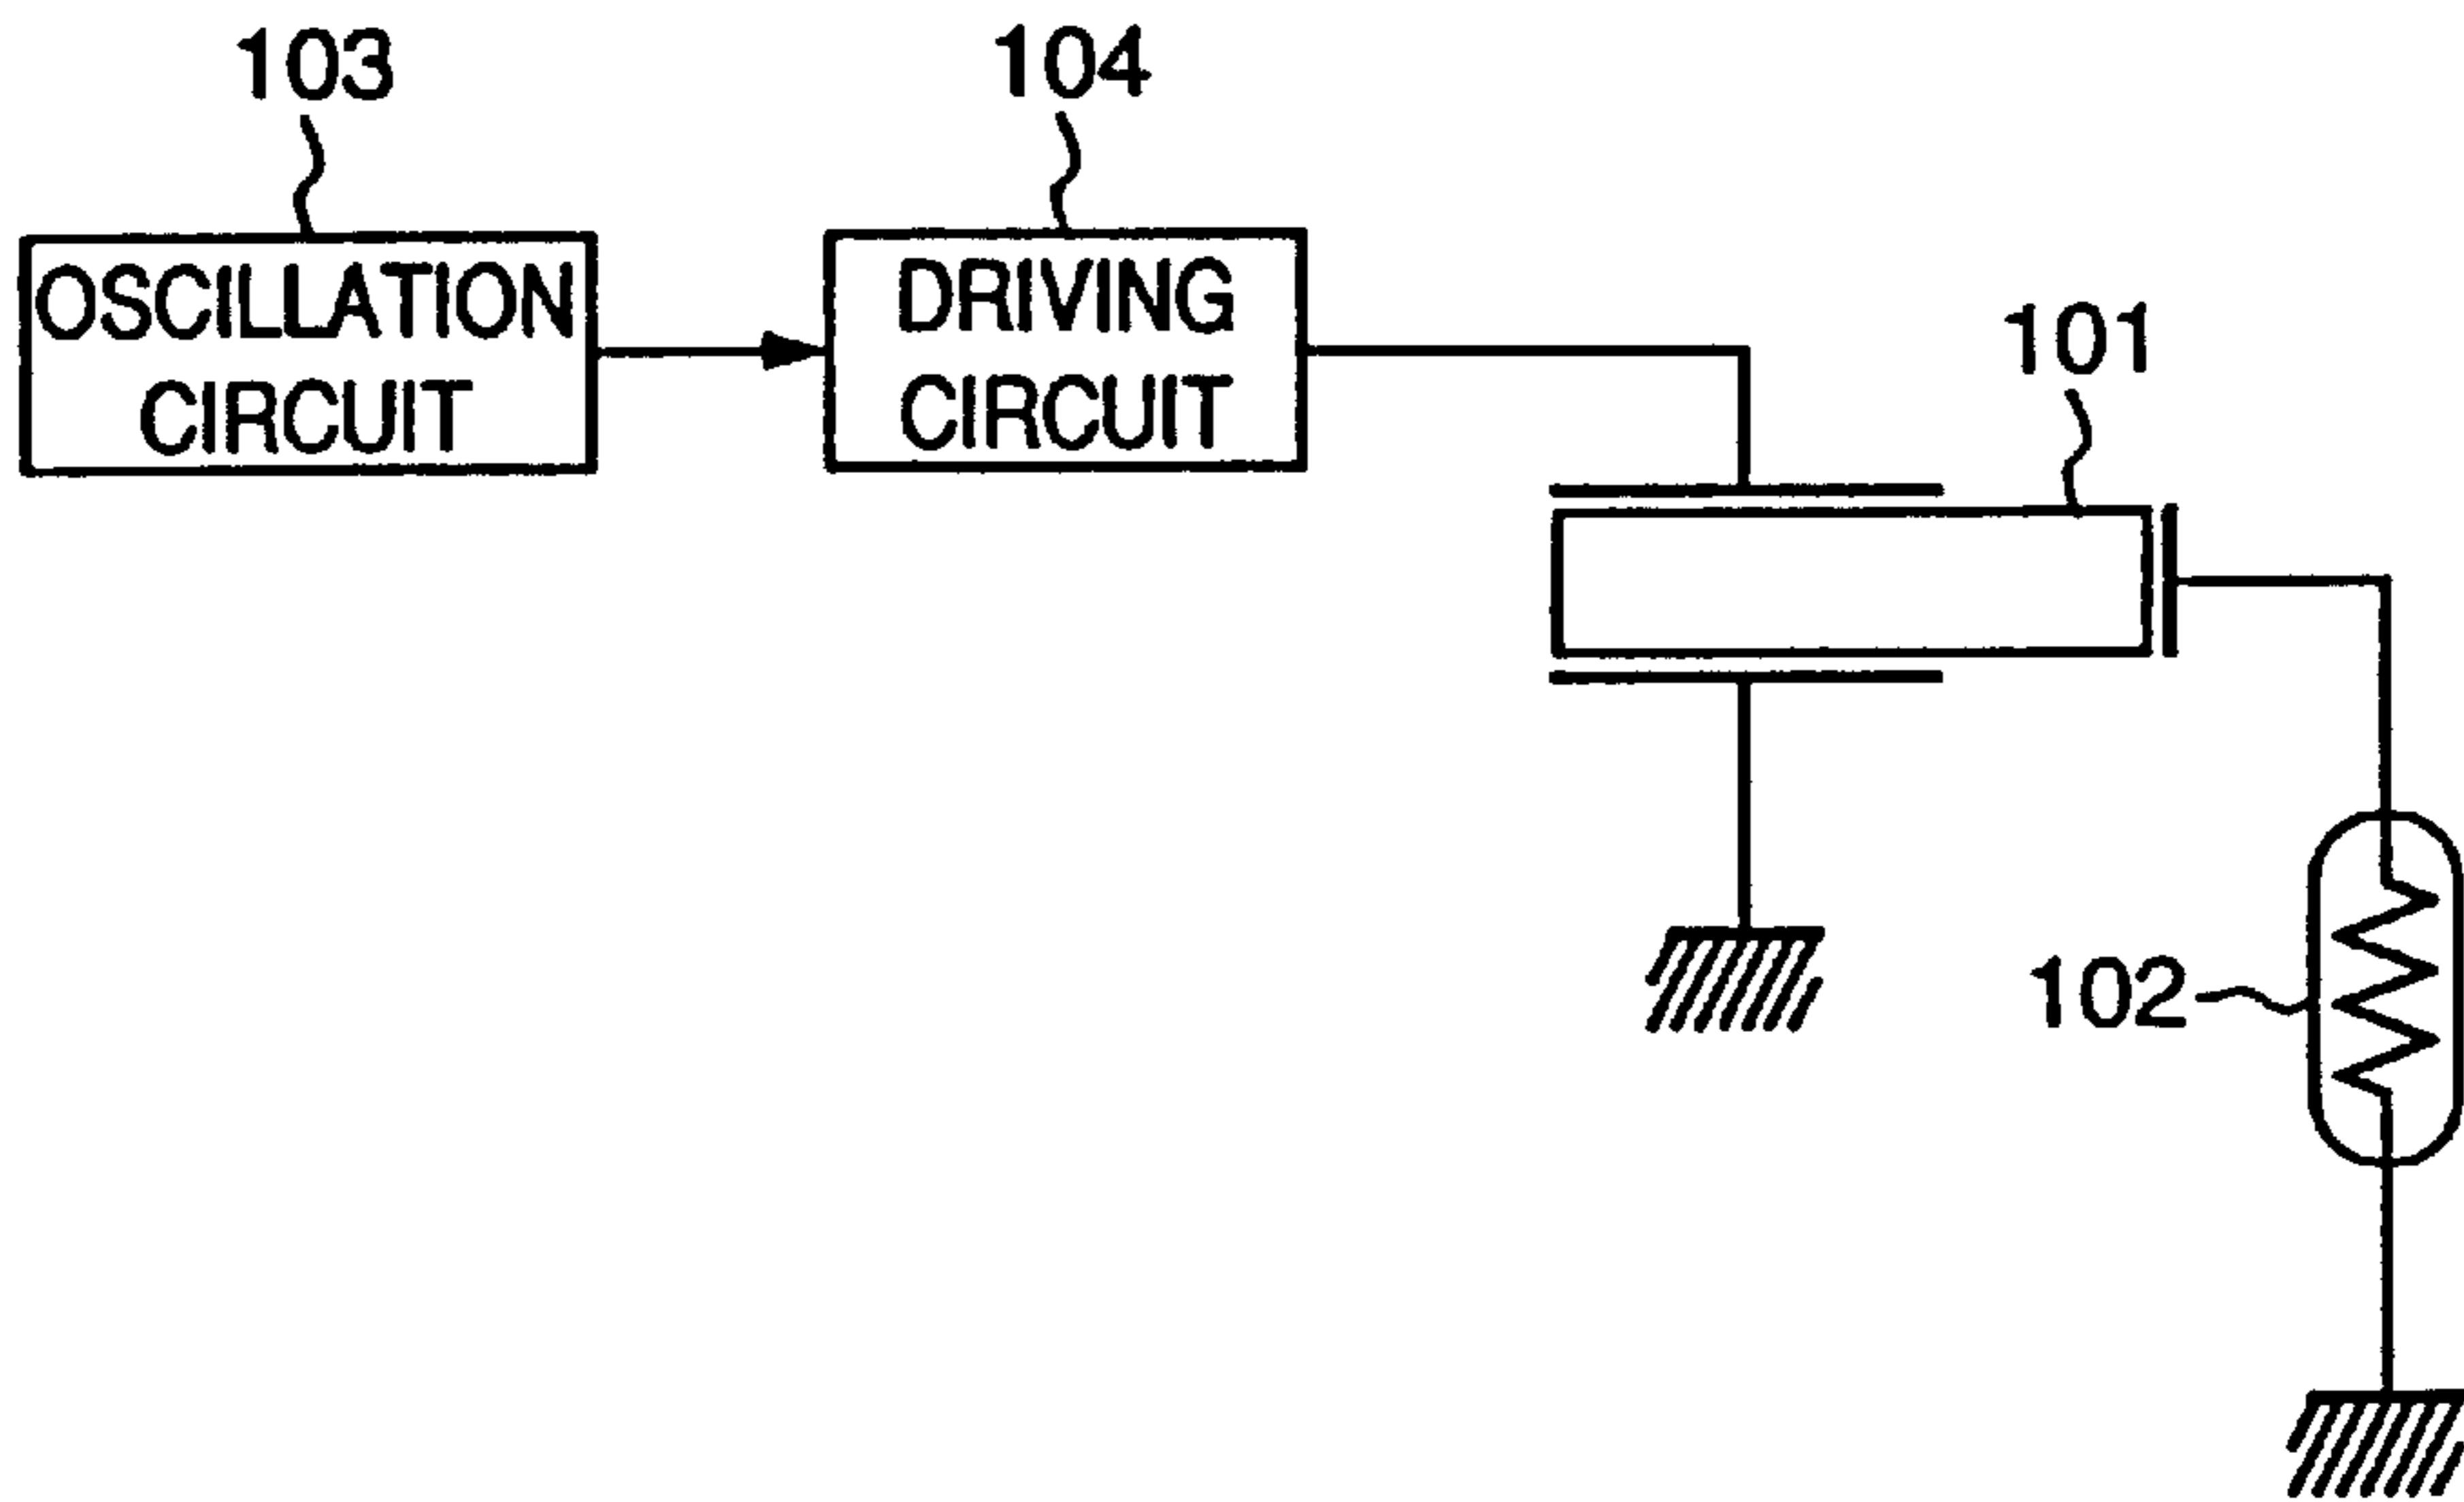 103
104
OSCILLATION
CIRCUIT
DRIVING
CIRCUIT
101
102